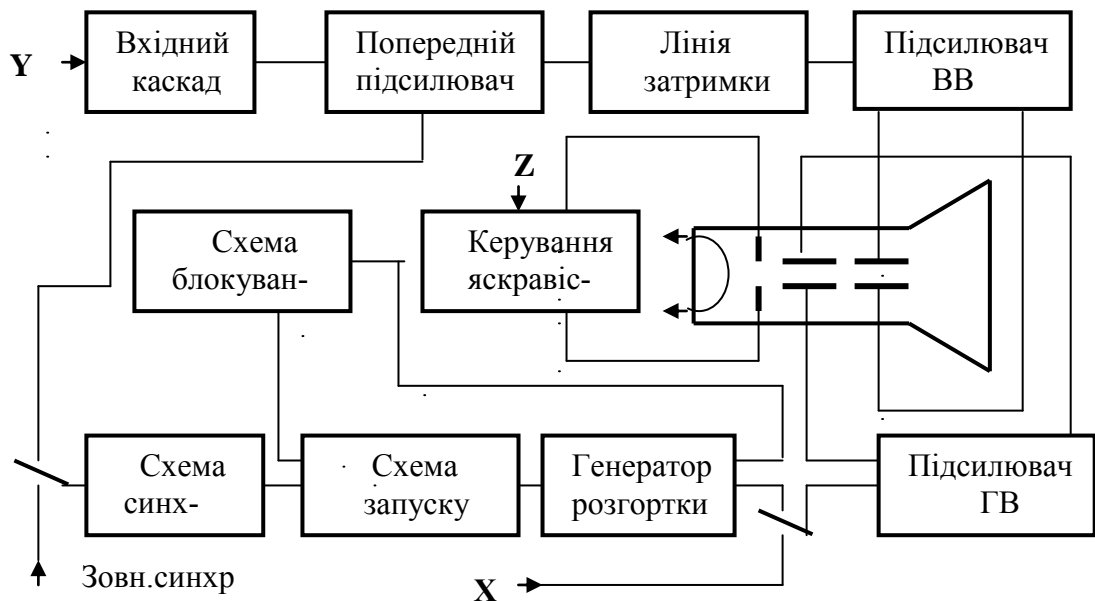 Y
Вхідний
каскад
Попередній
підсилювач
Лінія
затримки
Підсилювач
ВВ
Z
Схема
блокуван-
Керування
яскравіс-
Схема
синх-
Схема
запуску
Генератор
розгортки
Підсилювач
ГВ
Зовн.синхр
X